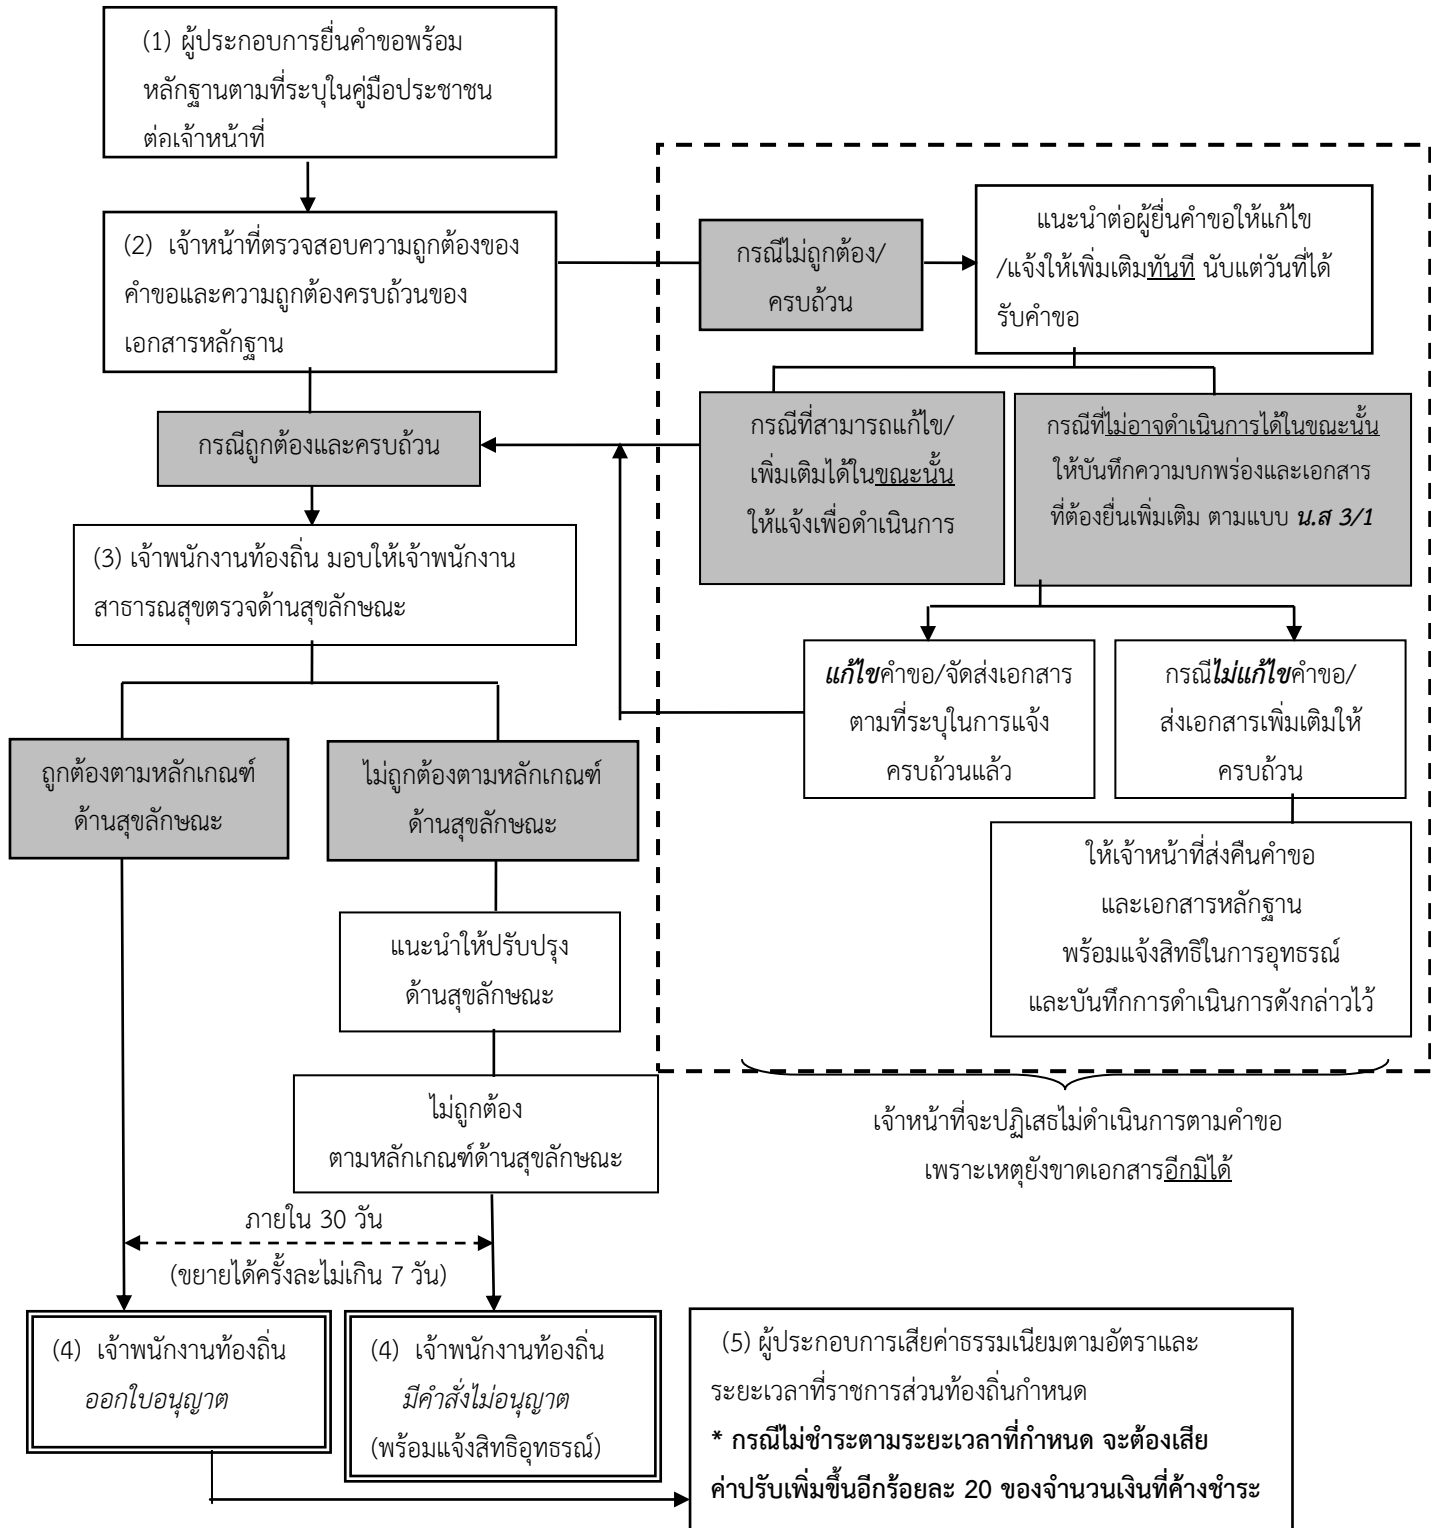 (1) ผู้ประกอบการยื่นคำขอพร้อม
หลักฐานตามที่ระบุในคู่มือประชาชน
ต่อเจ้าหน้าที่
(2) เจ้าหน้าที่ตรวจสอบความถูกต้องของ
คำขอและความถูกต้องครบถ้วนของ
เอกสารหลักฐาน
กรณีไม่ถูกต้อง/
ครบถ้วน
แนะนำต่อผู้ยื่นคำขอให้แก้ไข
/แจ้งให้เพิ่มเติมทันที นับแต่วันที่ได้
รับคำขอ
กรณีถูกต้องและครบถ้วน
กรณีที่สามารถแก้ไข/
เพิ่มเติมได้ในขณะนั้น
ให้แจ้งเพื่อดำเนินการ
กรณีที่ไม่อาจดำเนินการได้ในขณะนั้น
ให้บันทึกความบกพร่องและเอกสาร
ที่ต้องยื่นเพิ่มเติม ตามแบบ น.ส 3/1
(3) เจ้าพนักงานท้องถิ่น มอบให้เจ้าพนักงาน
สาธารณสุขตรวจด้านสุขลักษณะ
แก้ไขคำขอ/จัดส่งเอกสาร
ตามที่ระบุในการแจ้ง
ครบถ้วนแล้ว
กรณีไม่แก้ไขคำขอ/
ส่งเอกสารเพิ่มเติมให้
ครบถ้วน
ถูกต้องตามหลักเกณฑ์
ด้านสุขลักษณะ
ไม่ถูกต้องตามหลักเกณฑ์
ด้านสุขลักษณะ
ให้เจ้าหน้าที่ส่งคืนคำขอ
และเอกสารหลักฐาน
พร้อมแจ้งสิทธิในการอุทธรณ์
และบันทึกการดำเนินการดังกล่าวไว้
แนะนำให้ปรับปรุง
ด้านสุขลักษณะ
ไม่ถูกต้อง
ตามหลักเกณฑ์ด้านสุขลักษณะ
เจ้าหน้าที่จะปฏิเสธไม่ดำเนินการตามคำขอ
เพราะเหตุยังขาดเอกสารอีกมิได้
ภายใน 30 วัน
(ขยายได้ครั้งละไม่เกิน 7 วัน)
(4) เจ้าพนักงานท้องถิ่น
ออกใบอนุญาต
(4) เจ้าพนักงานท้องถิ่น
มีคำสั่งไม่อนุญาต
(พร้อมแจ้งสิทธิอุทธรณ์)
(5) ผู้ประกอบการเสียค่าธรรมเนียมตามอัตราและ
ระยะเวลาที่ราชการส่วนท้องถิ่นกำหนด
* กรณีไม่ชำระตามระยะเวลาที่กำหนด จะต้องเสีย
ค่าปรับเพิ่มขึ้นอีกร้อยละ 20 ของจำนวนเงินที่ค้างชำระ